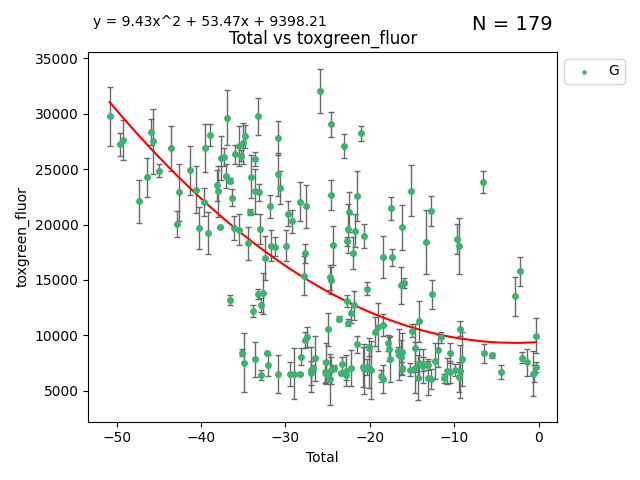 y = 9.43x^2 + 53.47x + 9398.21
N = 179
Total vs toxgreen_fluor
G
35000
30000
25000
20000
15000
10000
5000
toxgreen_fluor
−50 −40 −30 −20 −10 0
Total